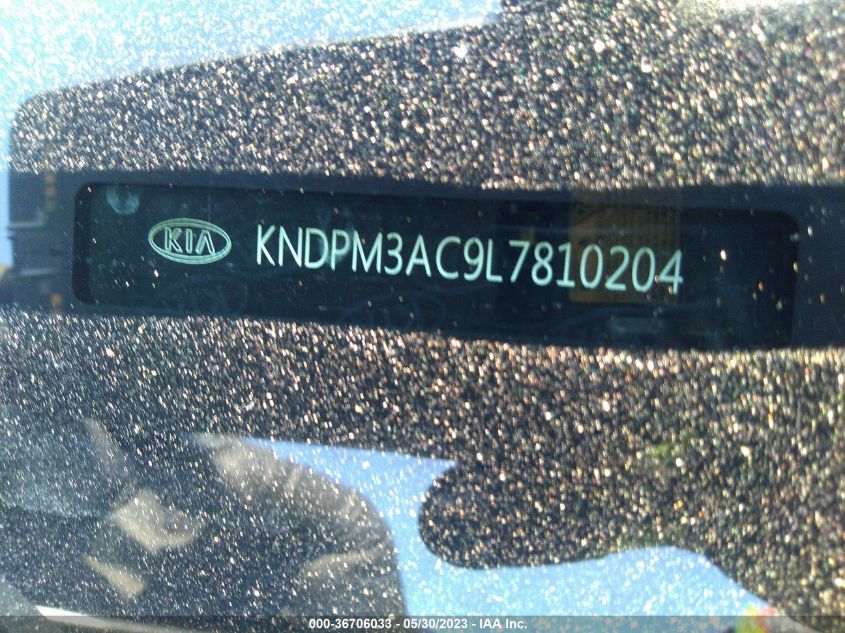 KIA KNDPM3AC9L7810204
000-36706033 — 05/30/2023 — IAA Inc.